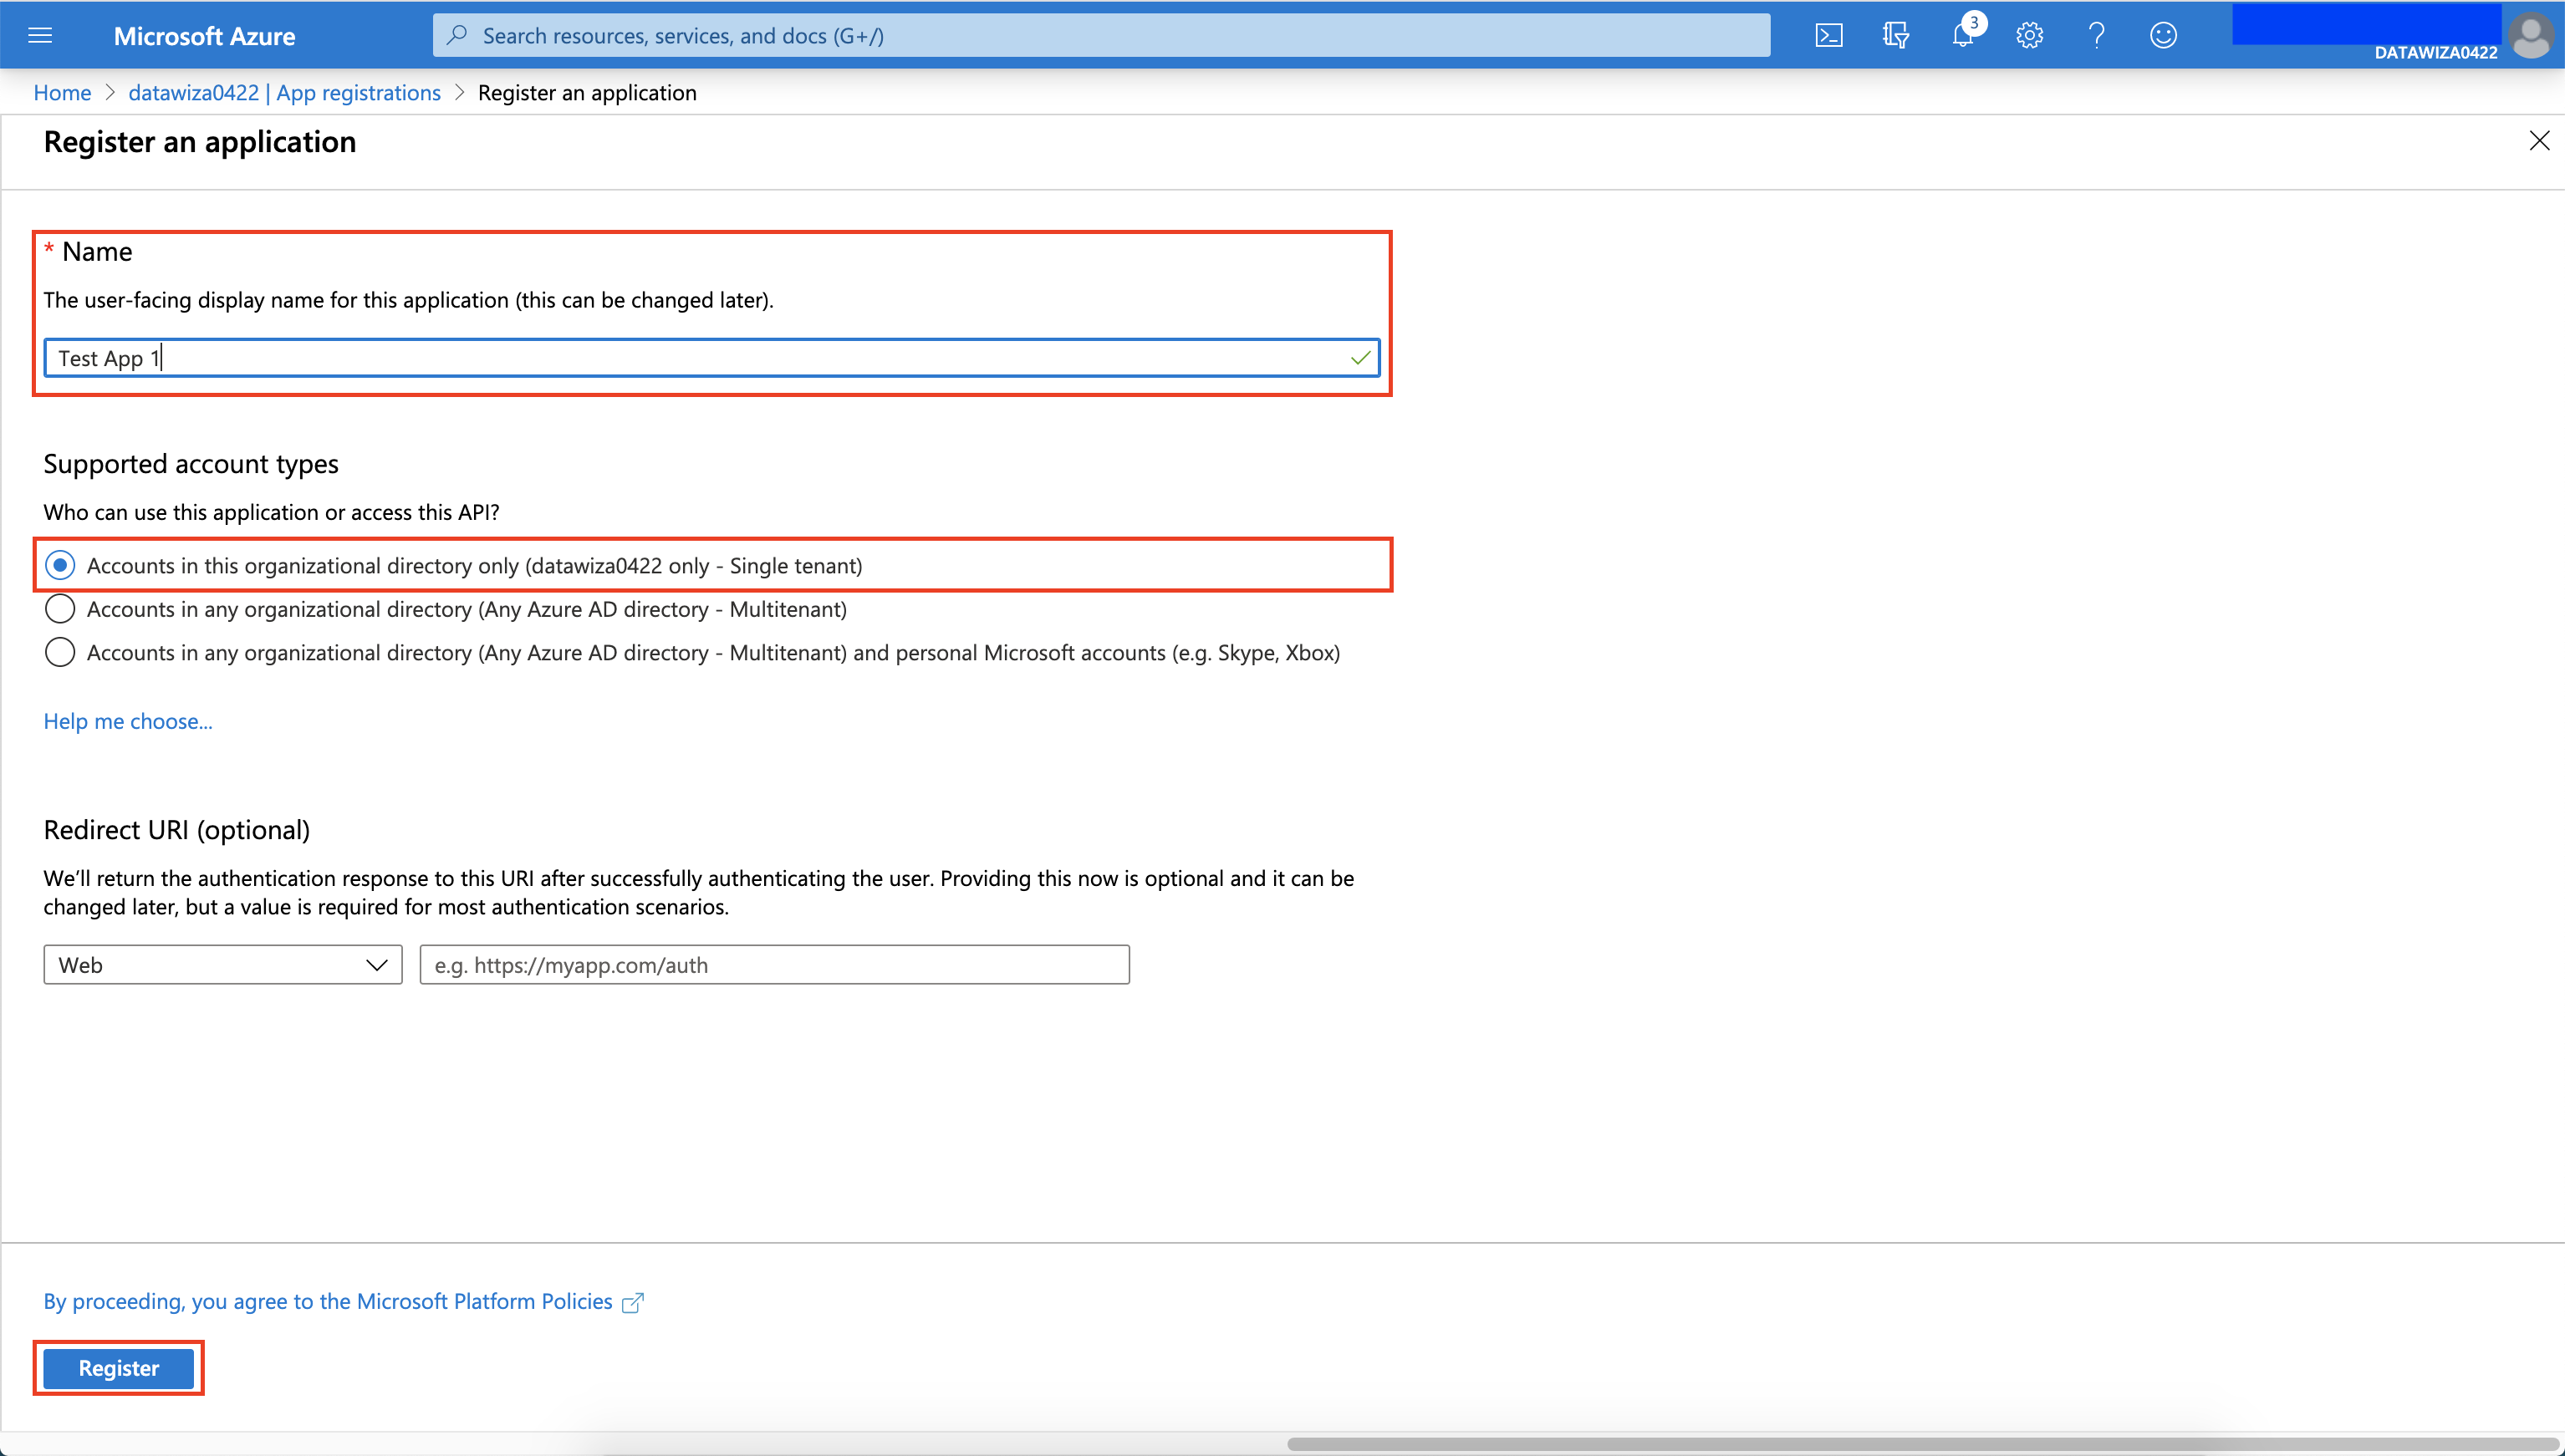 Microsoft Azure
Search resources, services, and docs (G+/)
3
DATAWIZA0422
Home > datawiza0422 | App registrations > Register an application
Register an application
* Name
The user-facing display name for this application (this can be changed later).
Test App 1
Supported account types
Who can use this application or access this API?
Accounts in this organizational directory only (datawiza0422 only - Single tenant)
Accounts in any organizational directory (Any Azure AD directory - Multitenant)
Accounts in any organizational directory (Any Azure AD directory - Multitenant) and personal Microsoft accounts (e.g. Skype, Xbox)
Help me choose...
Redirect URI (optional)
We'll return the authentication response to this URI after successfully authenticating the user. Providing this now is optional and it can be
changed later, but a value is required for most authentication scenarios.
Web
e.g. https://myapp.com/auth
By proceeding, you agree to the Microsoft Platform Policies
Register